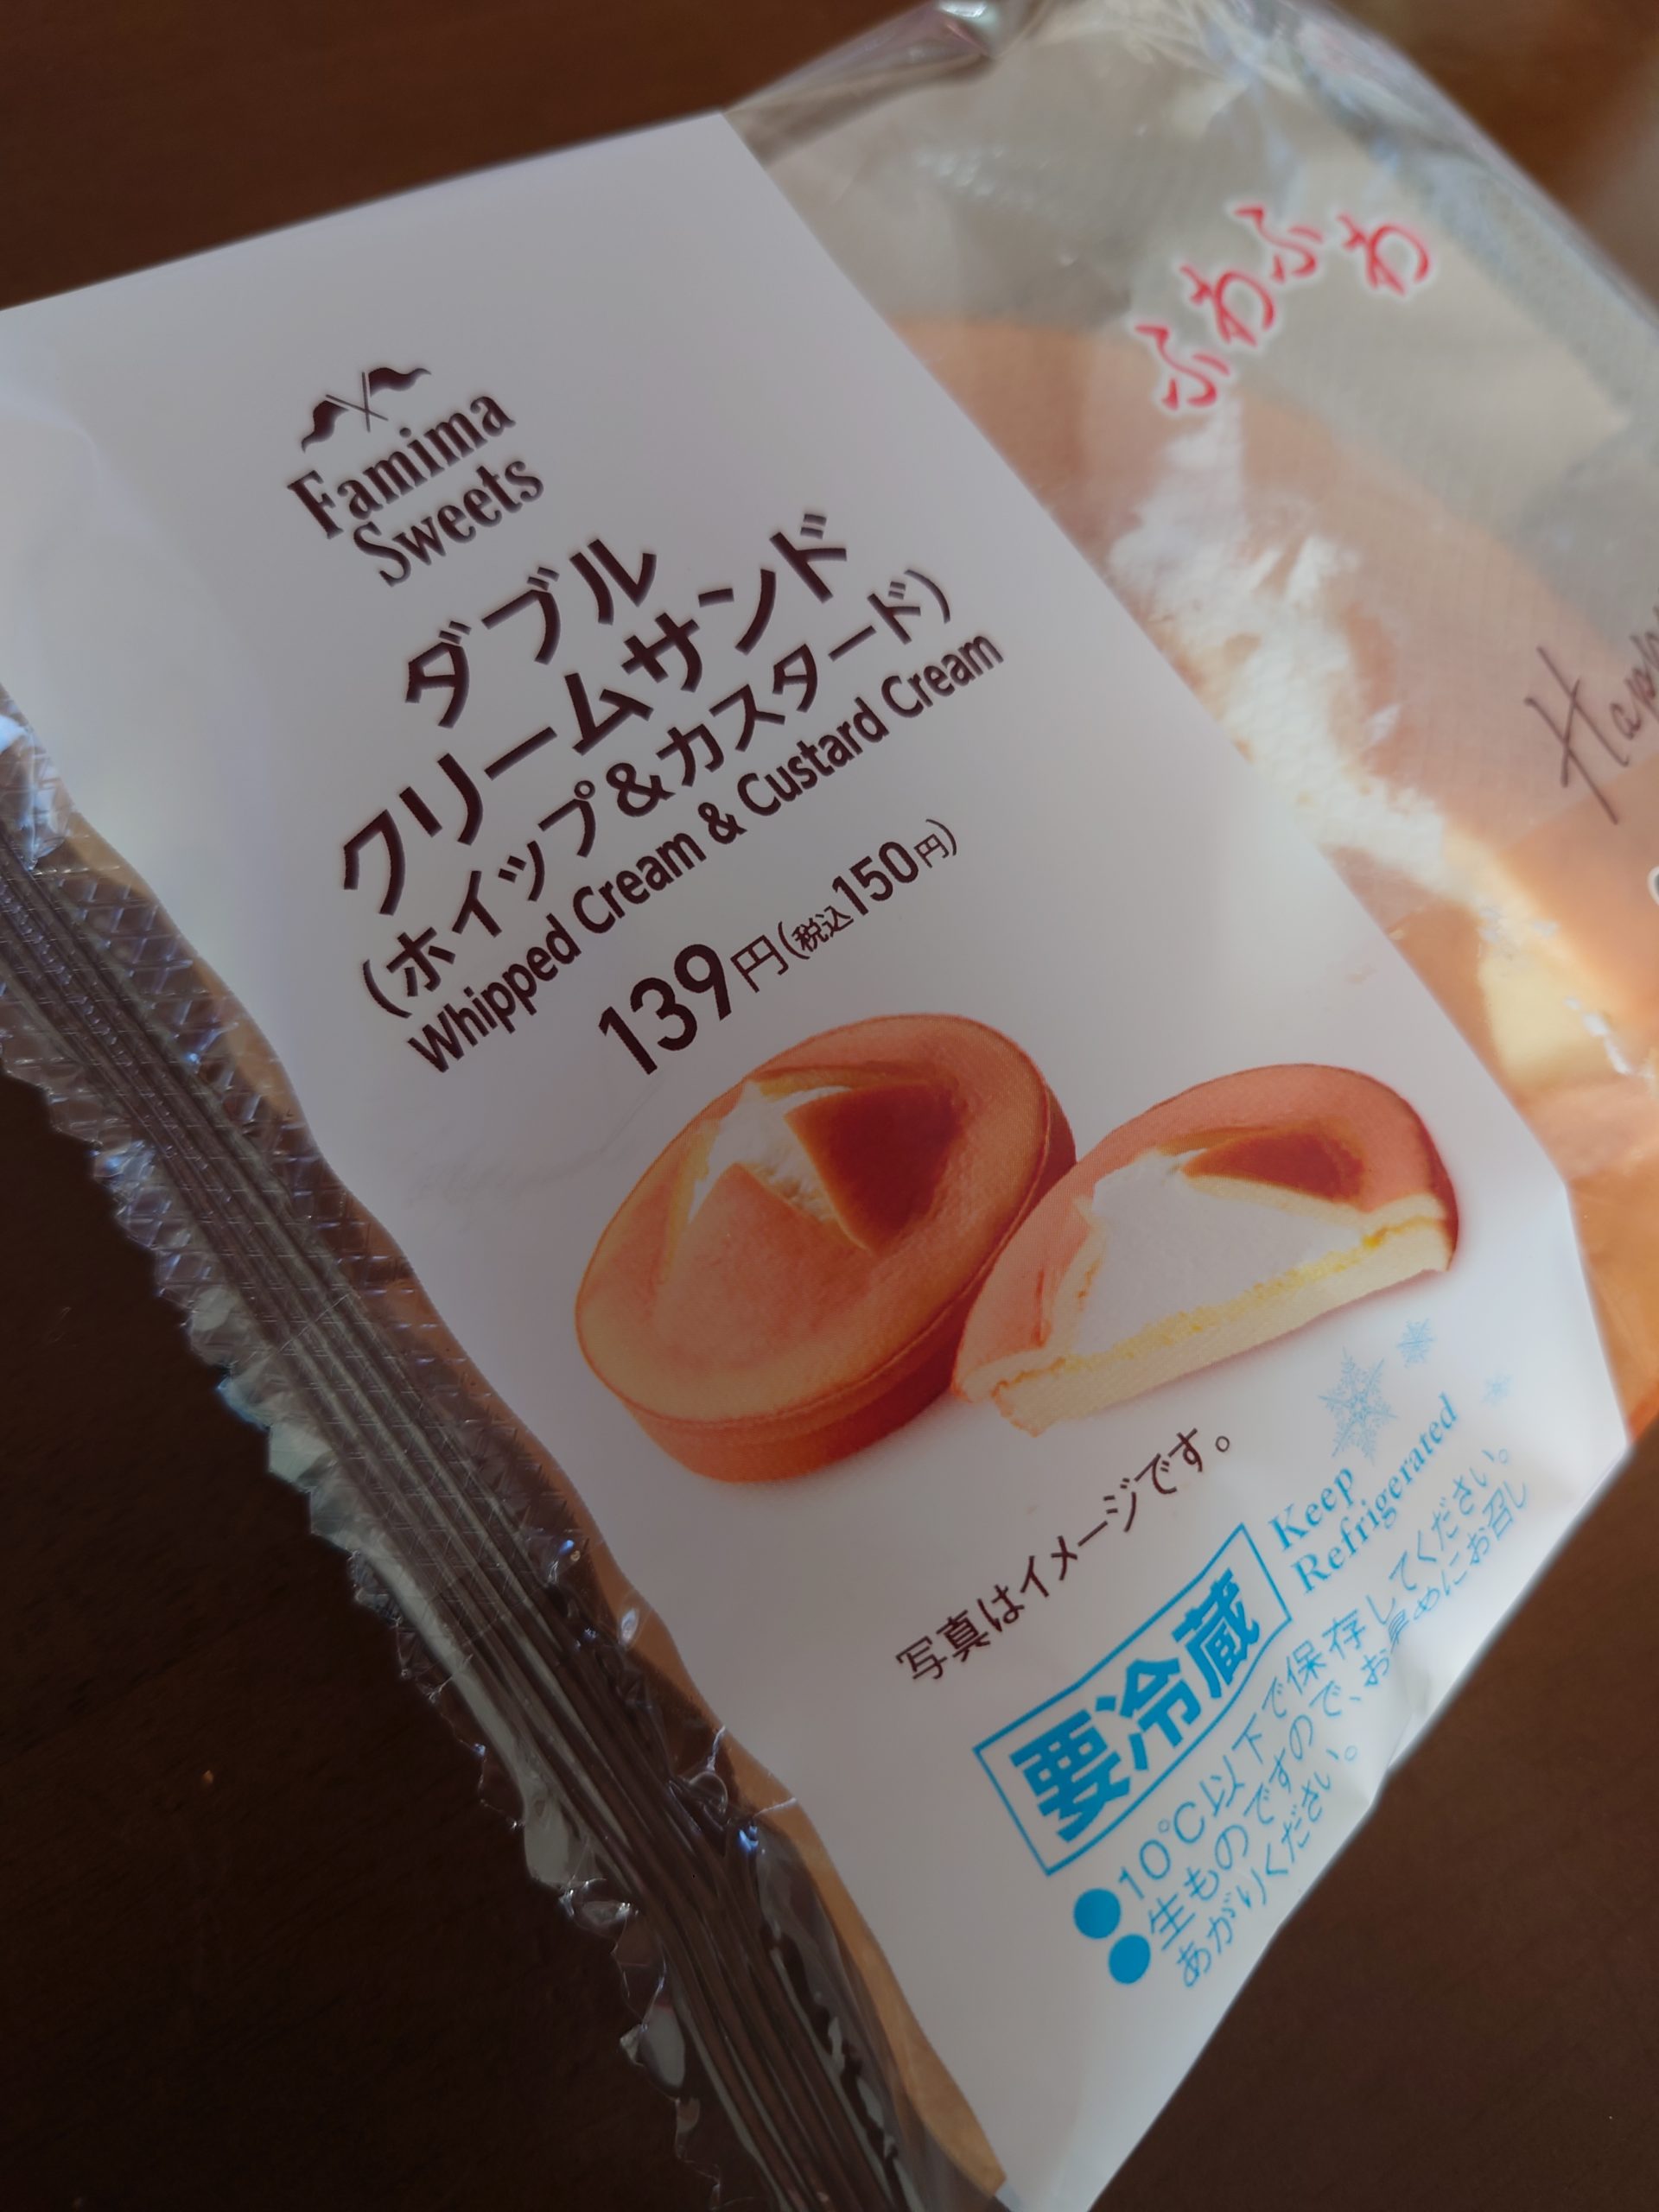 Famima
Sweets
ダブル
クリームサンド
(ホイップ&カスタード)
Whipped Cream & Custard Cream
139円(税込150円)
写真はイメージです。
要冷蔵
Keep
Refrigerated
●10℃以下で保存してください。
●生ものですので、お早めにお召し
あがりください。
ふわふわ